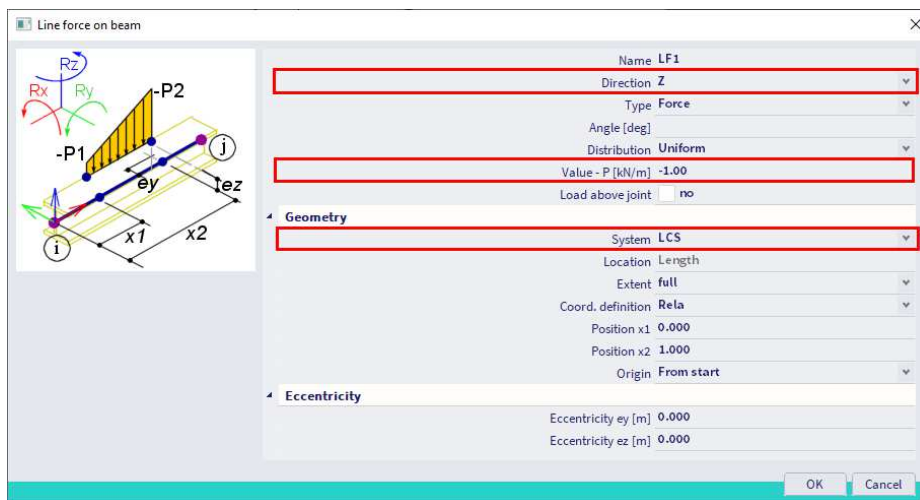 Line force on beam
Rz
Rx
Ry
-P2
-P1
j
ey
ez
x1
x2
i
Name LF1
Direction Z
Type Force
Angle [deg]
Distribution Uniform
Value - P [kN/m] -1.00
Load above joint no
Geometry
System LCS
Location Length
Extent full
Coord. definition Rela
Position x1 0.000
Position x2 1.000
Origin From start
Eccentricity
Eccentricity ey [m] 0.000
Eccentricity ez [m] 0.000
OK Cancel